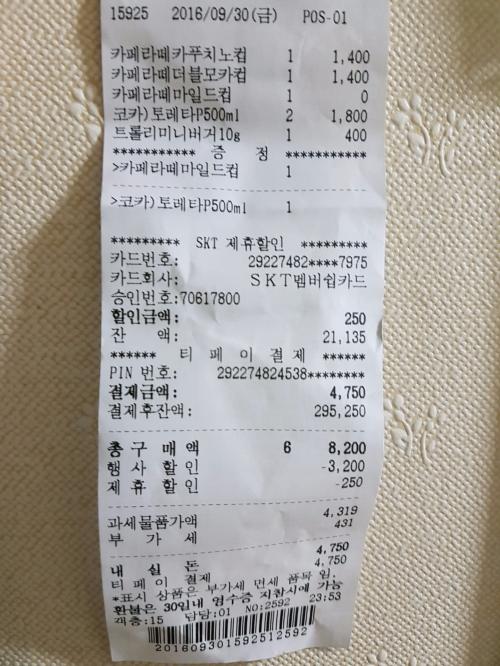 15925 2016/09/30(금) POS-01
카페라떼카푸치노컵 1 1,400
카페라떼더블모카컵 1 1,400
카페라떼마일드컵 1 0
코카)토레타P500ml 2 1,800
트롤리미니버거10g 1 400
*********** 증 정 ***********
>카페라떼마일드컵 1
>코카)토레타P500ml 1
********* SKT 제휴할인 *********
카드번호: 29227482****7975
카드회사: SKT멤버쉽카드
승인번호:70617800
할인금액: 250
잔 액: 21,135
****** 티페이결제 ******
PIN 번호: 292274824538********
결제금액: 4,750
결제후잔액: 295,250
총 구 매 액 6 8,200
행 사 할 인 -3,200
제 휴 할 인 -250
과세물품가액 4,319
부 가 세 431
내 실 돈 4,750
티 페이 결제 4,750
*표시 상품은 부가세 면세 품목 임.
환불은 30일내 영수증 지참시에 가능
객층:15 담당:01 NO:2592 23:53
201609301592512592